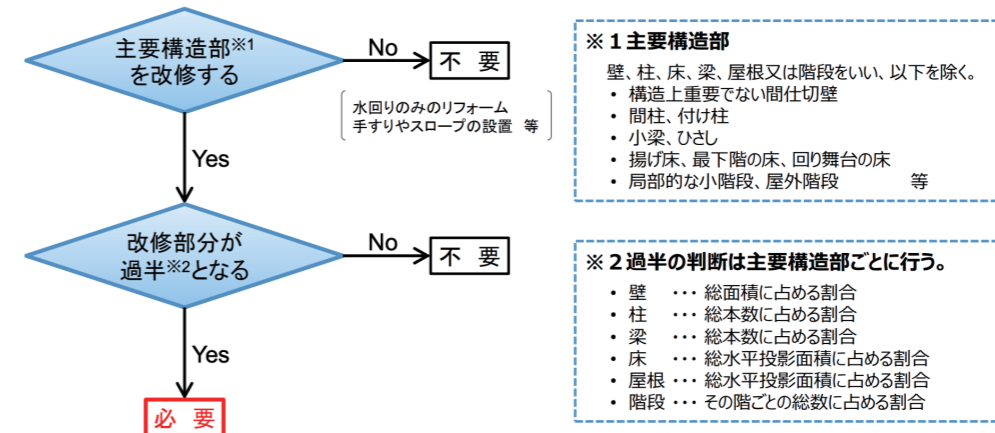 主要構造部※1
を改修する
No
不 要
水回りのみのリフォーム
手すりやスロープの設置 等
Yes
改修部分が
過半※2となる
No
不 要
Yes
必 要
※1主要構造部
壁、柱、床、梁、屋根又は階段をいい、以下を除く。
・ 構造上重要でない間仕切壁
・ 間柱、付け柱
・ 小梁、ひさし
・ 揚げ床、最下階の床、回り舞台の床
・ 局部的な小階段、屋外階段 等
※2過半の判断は主要構造部ごとに行う。
・ 壁 ・・・ 総面積に占める割合
・ 柱 ・・・ 総本数に占める割合
・ 梁 ・・・ 総本数に占める割合
・ 床 ・・・ 総水平投影面積に占める割合
・ 屋根 ・・・ 総水平投影面積に占める割合
・ 階段 ・・・ その階ごとの総数に占める割合